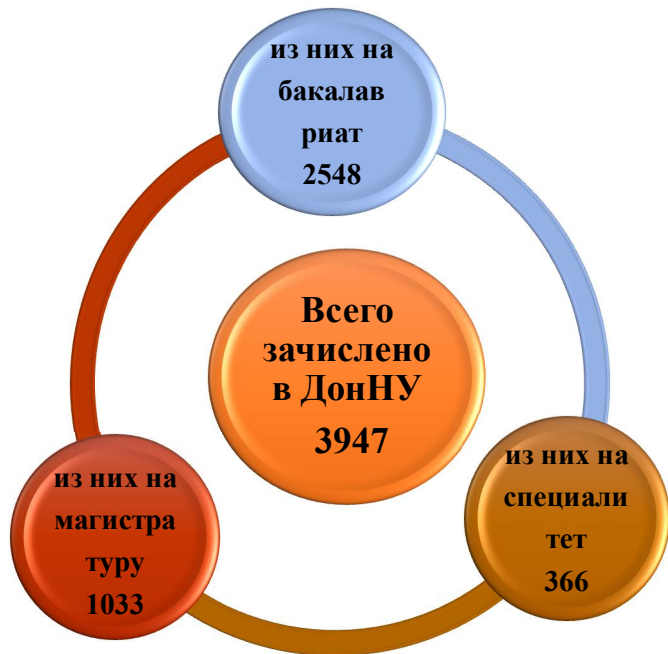 из них на
бакалав
риат
2548
Всего
зачислено
в ДонНУ
3947
из них на
магистра
туру
1033
из них на
специали
тет
366